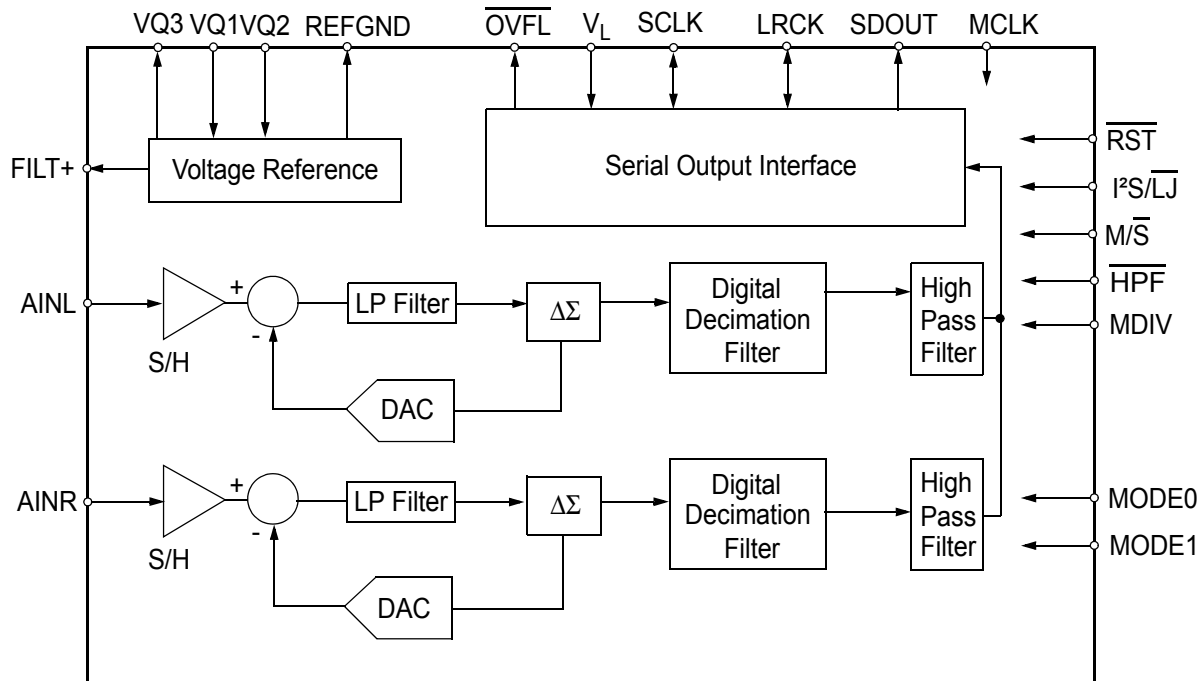 VQ3 VQ1 VQ2 REFGND OVFL V_L SCLK LRCK SDOUT MCLK
FILT+
Voltage Reference
Serial Output Interface
RST
I²S/LJ
M/S
HPF
MDIV
AINL
+
-
S/H
LP Filter
ΔΣ
DAC
Digital
Decimation
Filter
High
Pass
Filter
AINR
+
-
S/H
LP Filter
ΔΣ
DAC
Digital
Decimation
Filter
High
Pass
Filter
MODE0
MODE1